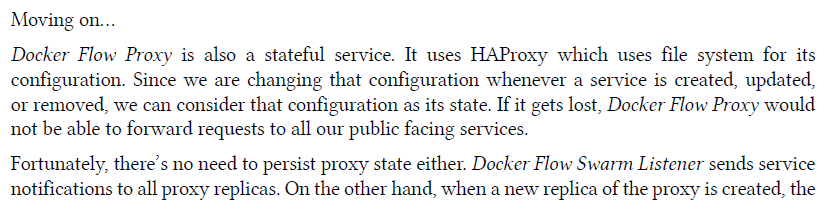 Moving on…
Docker Flow Proxy is also a stateful service. It uses HAProxy which uses file system for its
configuration. Since we are changing that configuration whenever a service is created, updated,
or removed, we can consider that configuration as its state. If it gets lost, Docker Flow Proxy would
not be able to forward requests to all our public facing services.
Fortunately, there’s no need to persist proxy state either. Docker Flow Swarm Listener sends service
notifications to all proxy replicas. On the other hand, when a new replica of the proxy is created, the